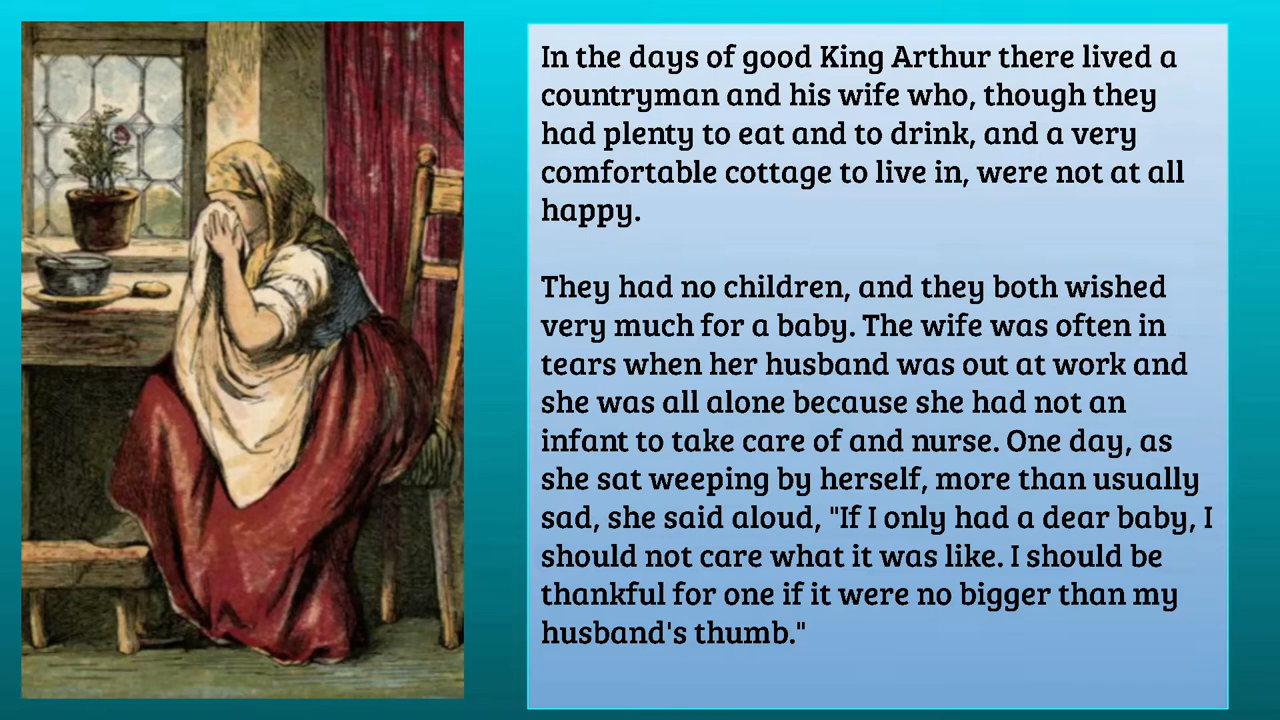 In the days of good King Arthur there lived a
countryman and his wife who, though they
had plenty to eat and to drink, and a very
comfortable cottage to live in, were not at all
happy.
They had no children, and they both wished
very much for a baby. The wife was often in
tears when her husband was out at work and
she was all alone because she had not an
infant to take care of and nurse. One day, as
she sat weeping by herself, more than usually
sad, she said aloud, "If I only had a dear baby, I
should not care what it was like. I should be
thankful for one if it were no bigger than my
husband's thumb."